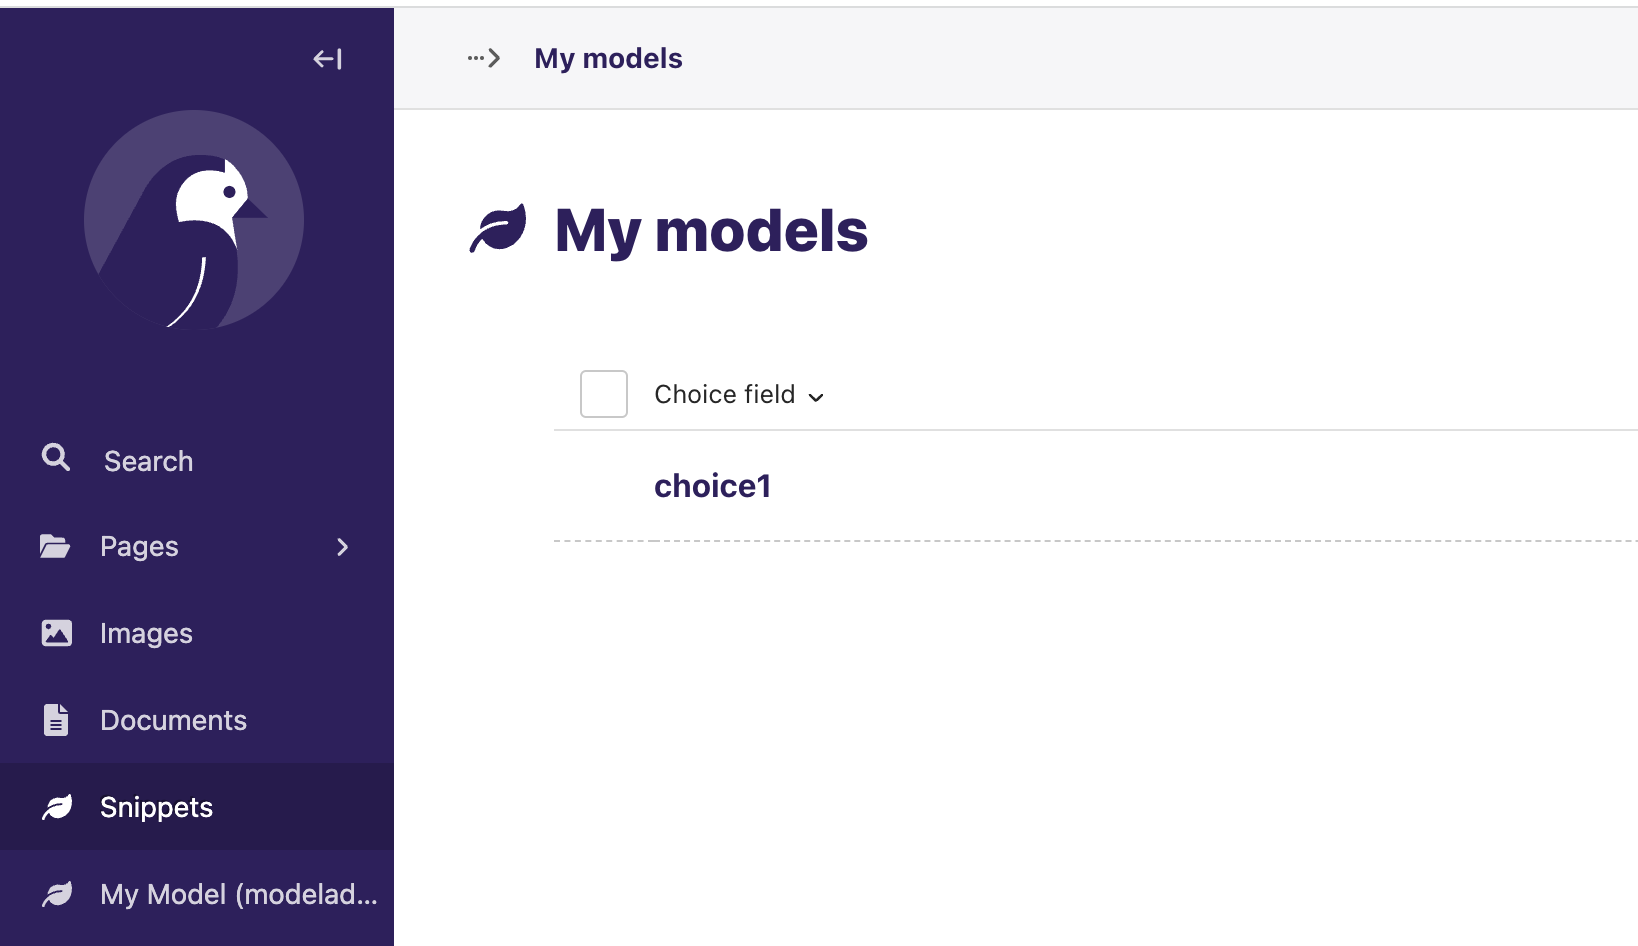 My models
My models
Choice field
choice1
Search
Pages
Images
Documents
Snippets
My Model (modelad...